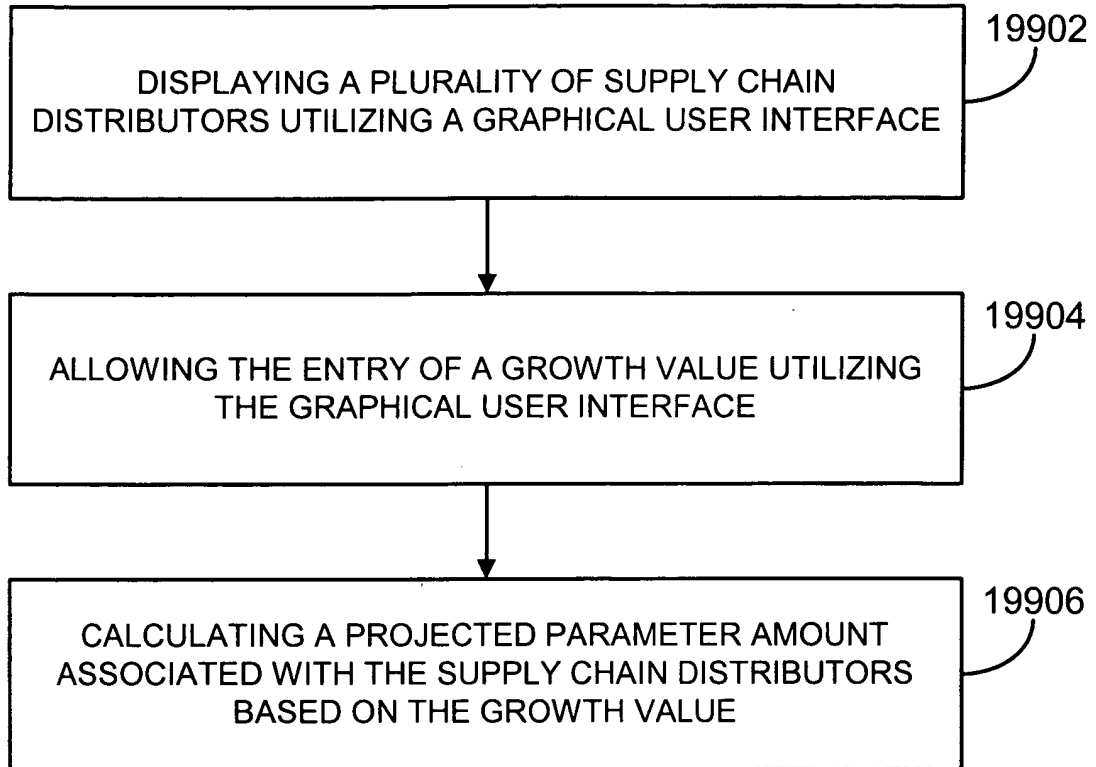 19902
DISPLAYING A PLURALITY OF SUPPLY CHAIN
DISTRIBUTORS UTILIZING A GRAPHICAL USER INTERFACE
19904
ALLOWING THE ENTRY OF A GROWTH VALUE UTILIZING
THE GRAPHICAL USER INTERFACE
19906
CALCULATING A PROJECTED PARAMETER AMOUNT
ASSOCIATED WITH THE SUPPLY CHAIN DISTRIBUTORS
BASED ON THE GROWTH VALUE